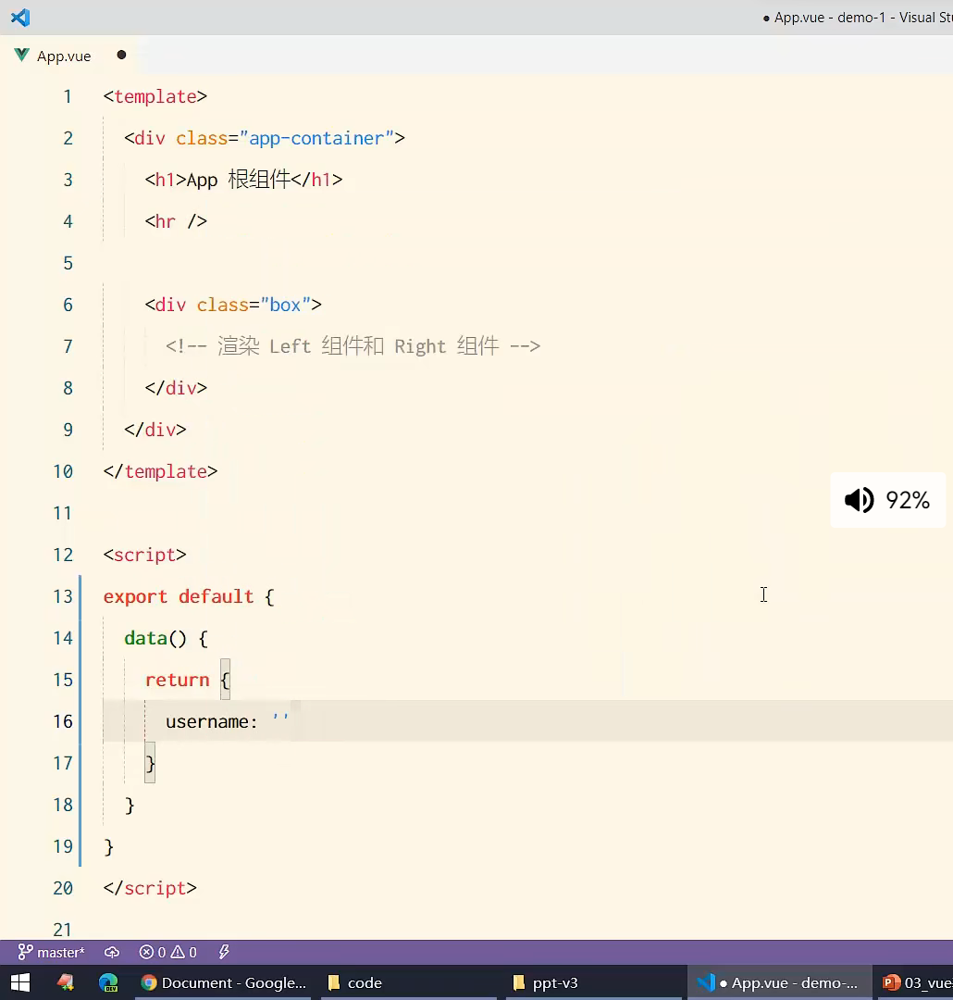 ● App.vue - demo-1 - Visual Stu
App.vue ●
1 <template>
2 <div class="app-container">
3 <h1>App 根组件</h1>
4 <hr />
5
6 <div class="box">
7 <!-- 渲染 Left 组件和 Right 组件 -->
8 </div>
9 </div>
10 </template>
11
92%
12 <script>
13 export default {
14 data() {
15 return {
16 username: ''
17 }
18 }
19 }
20 </script>
21
master* 0 0
Document - Google... code ppt-v3 ● App.vue - demo-... 03_vue